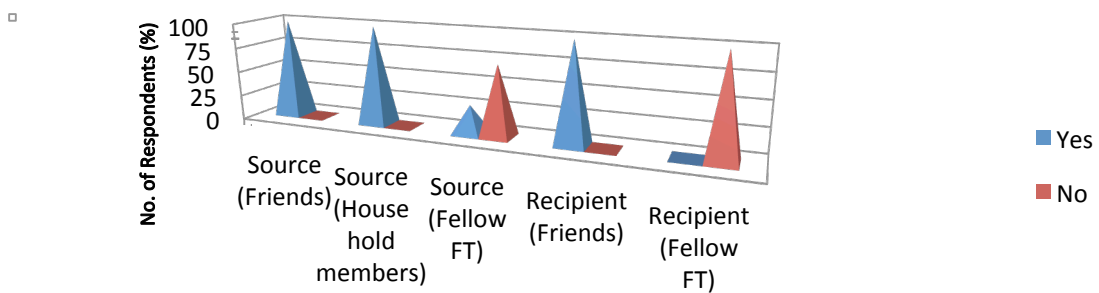 No. of Respondents (%)
100
75
50
25
0
Source
(Friends)
Source
(House
hold
members)
Source
(Fellow
FT)
Recipient
(Friends)
Recipient
(Fellow
FT)
Yes
No